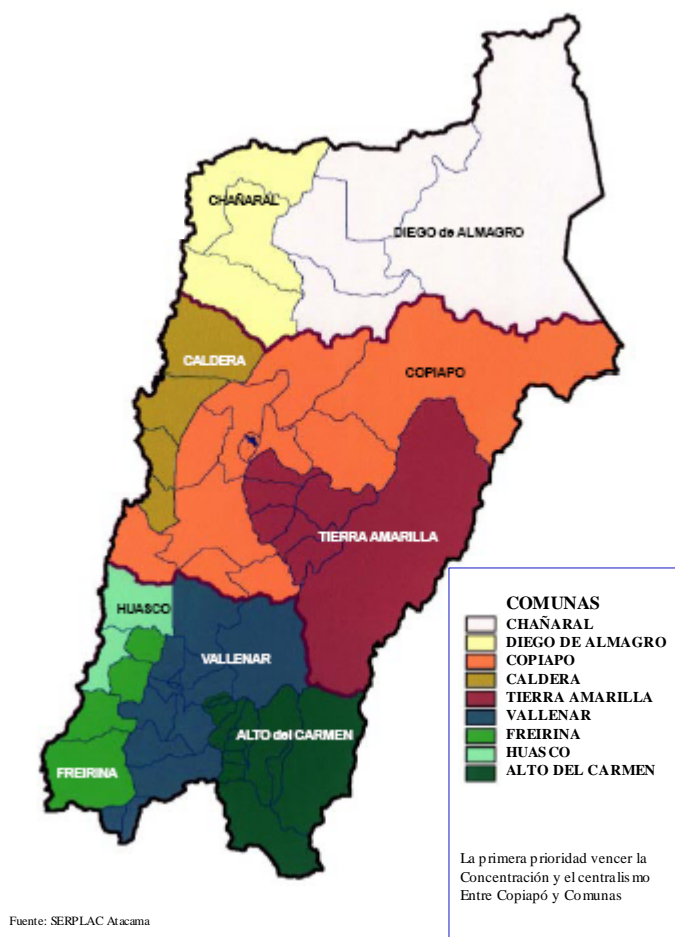 CHAÑARAL
DIEGO de ALMAGRO
CALDERA
COPIAPO
TIERRA AMARILLA
HUASCO
VALLENAR
ALTO del CARMEN
FREIRINA
COMUNAS
CHAÑARAL
DIEGO DE ALMAGRO
COPIAPO
CALDERA
TIERRA AMARILLA
VALLENAR
FREIRINA
HUASCO
ALTO DEL CARMEN
La primera prioridad vencer la
Concentración y el centralismo
Entre Copiapó y Comunas
Fuente: SERPLAC Atacama